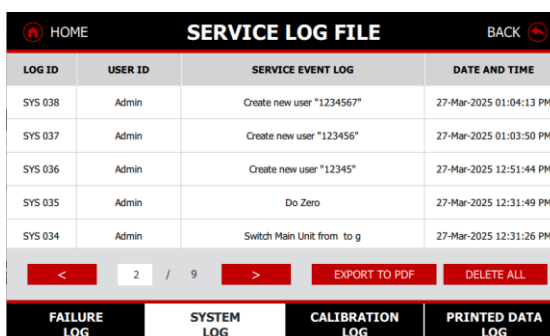 HOME SERVICE LOG FILE BACK
LOG ID USER ID SERVICE EVENT LOG DATE AND TIME
SYS 038 Admin Create new user "1234567" 27-Mar-2025 01:04:13 PM
SYS 037 Admin Create new user "123456" 27-Mar-2025 01:03:50 PM
SYS 036 Admin Create new user "12345" 27-Mar-2025 12:51:44 PM
SYS 035 Admin Do Zero 27-Mar-2025 12:31:49 PM
SYS 034 Admin Switch Main Unit from to g 27-Mar-2025 12:31:26 PM
< 2 / 9 > EXPORT TO PDF DELETE ALL
FAILURE SYSTEM CALIBRATION PRINTED DATA
LOG LOG LOG LOG